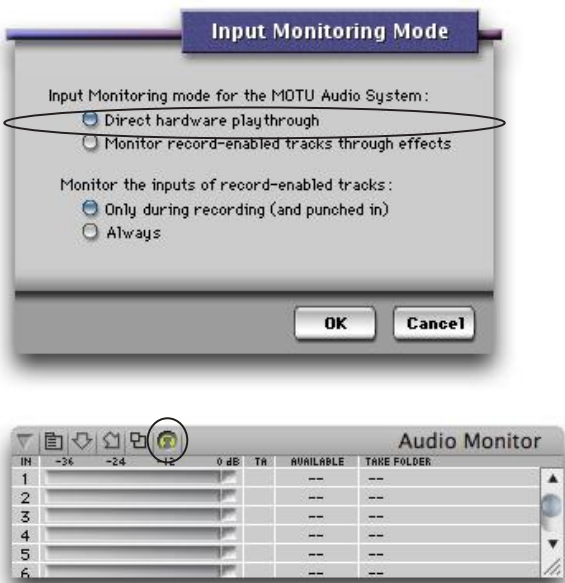 Input Monitoring Mode
Input Monitoring mode for the MOTU Audio System:
Direct hardware playthrough
Monitor record-enabled tracks through effects
Monitor the inputs of record-enabled tracks:
Only during recording (and punched in)
Always
OK Cancel
Audio Monitor
IN -36 -24 -12 0 dB TA AVAILABLE TAKE FOLDER
1 -- --
2 -- --
3 -- --
4 -- --
5 -- --
6 -- --